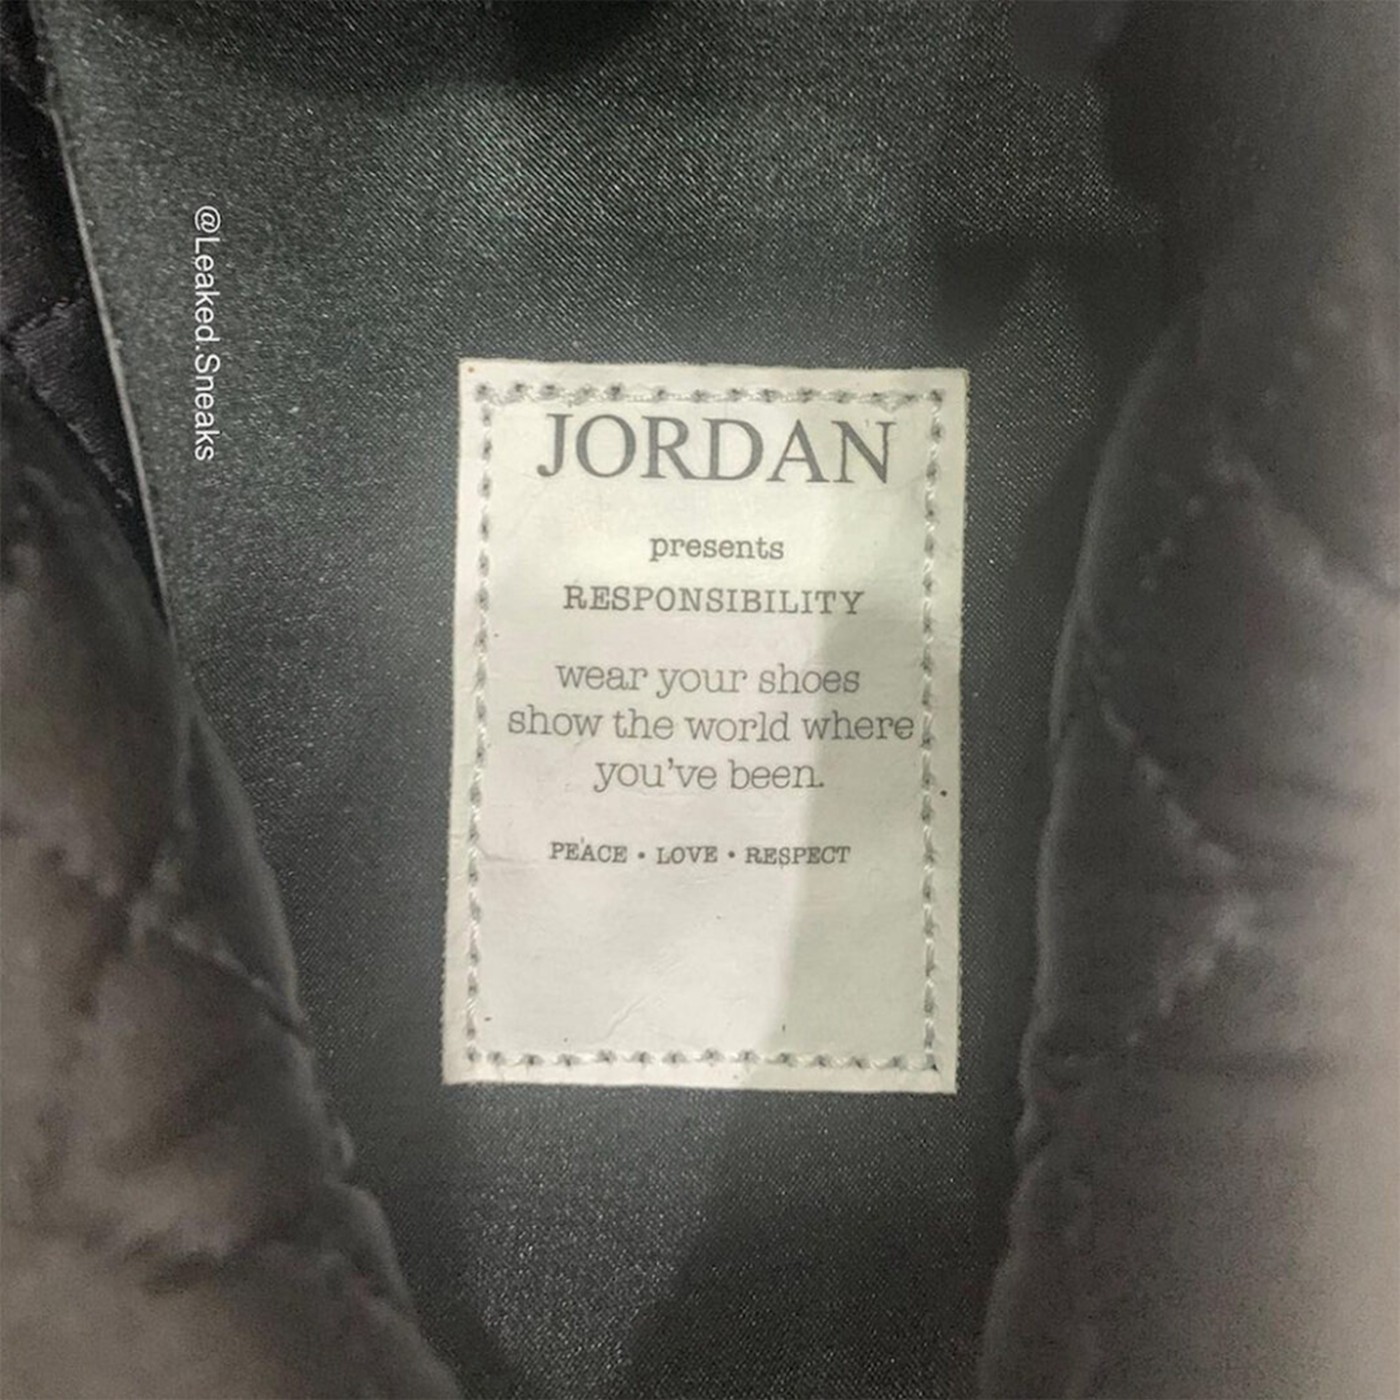 @Leaked.Sneaks
JORDAN
presents
RESPONSIBILITY
wear your shoes
show the world where
you've been.
PEACE • LOVE • RESPECT